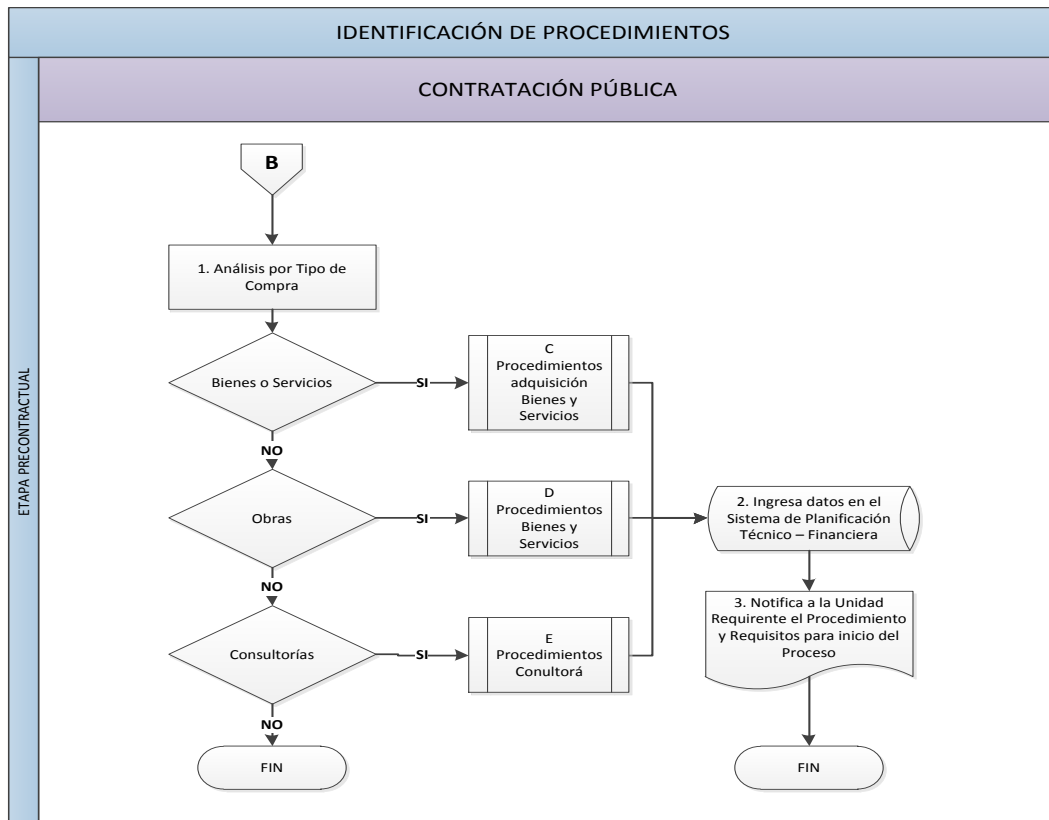 IDENTIFICACIÓN DE PROCEDIMIENTOS
CONTRATACIÓN PÚBLICA
ETAPA PRECONTRACTUAL
B
1. Análisis por Tipo de
Compra
Bienes o Servicios
SI
C
Procedimientos
adquisición
Bienes y
Servicios
NO
Obras
SI
D
Procedimientos
Bienes y
Servicios
2. Ingresa datos en el
Sistema de Planificación
Técnico – Financiera
NO
Consultorías
SI
E
Procedimientos
Conultorá
3. Notifica a la Unidad
Requirente el Procedimiento
y Requisitos para inicio del
Proceso
NO
FIN
FIN